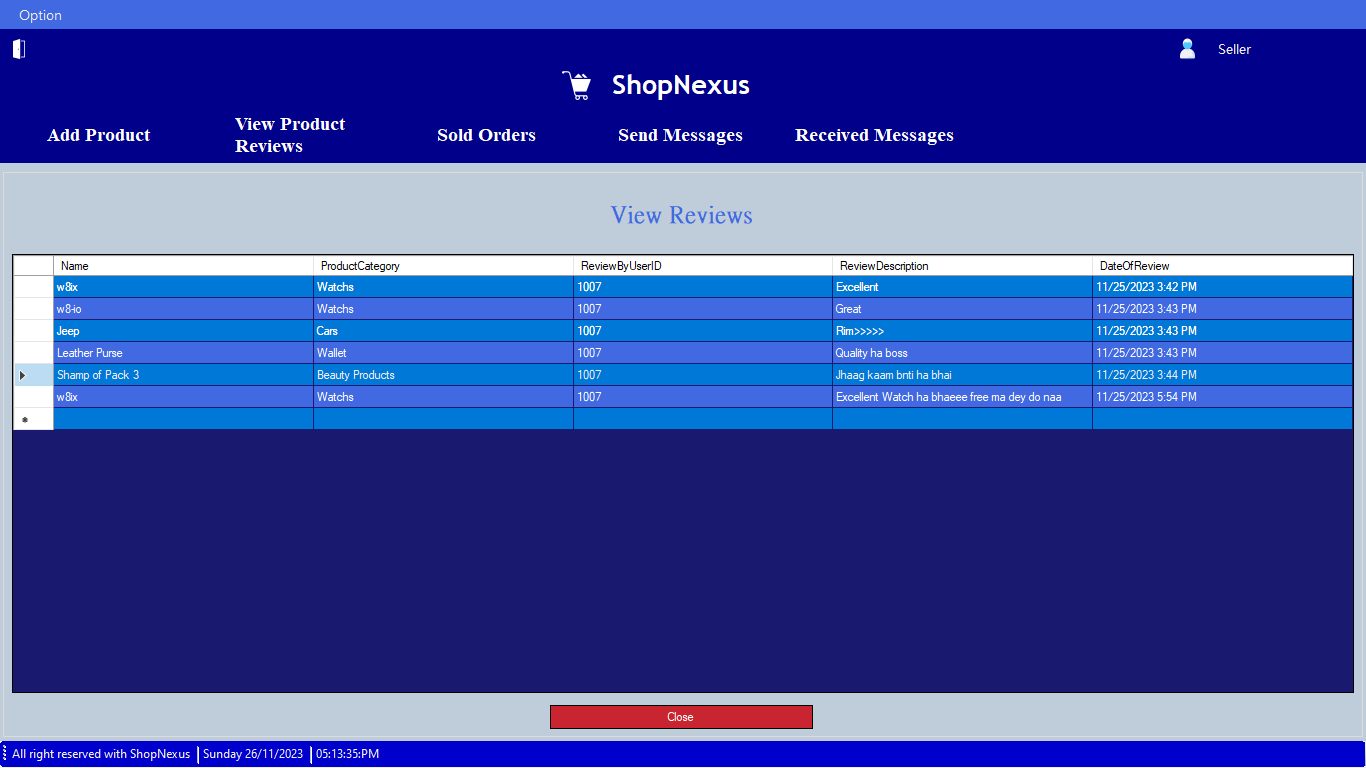 Option
Seller
ShopNexus
Add Product
View Product
Reviews
Sold Orders
Send Messages
Received Messages
View Reviews
Name ProductCategory ReviewByUserID ReviewDescription DateOfReview
w8ix Watchs 1007 Excellent 11/25/2023 3:42 PM
w8-io Watchs 1007 Great 11/25/2023 3:43 PM
Jeep Cars 1007 Rim>>>>> 11/25/2023 3:43 PM
Leather Purse Wallet 1007 Quality ha boss 11/25/2023 3:43 PM
Shamp of Pack 3 Beauty Products 1007 Jhaag kaam bnti ha bhai 11/25/2023 3:44 PM
w8ix Watchs 1007 Excellent Watch ha bhaeee free ma dey do naa 11/25/2023 5:54 PM
Close
All right reserved with ShopNexus Sunday 26/11/2023 05:13:35:PM